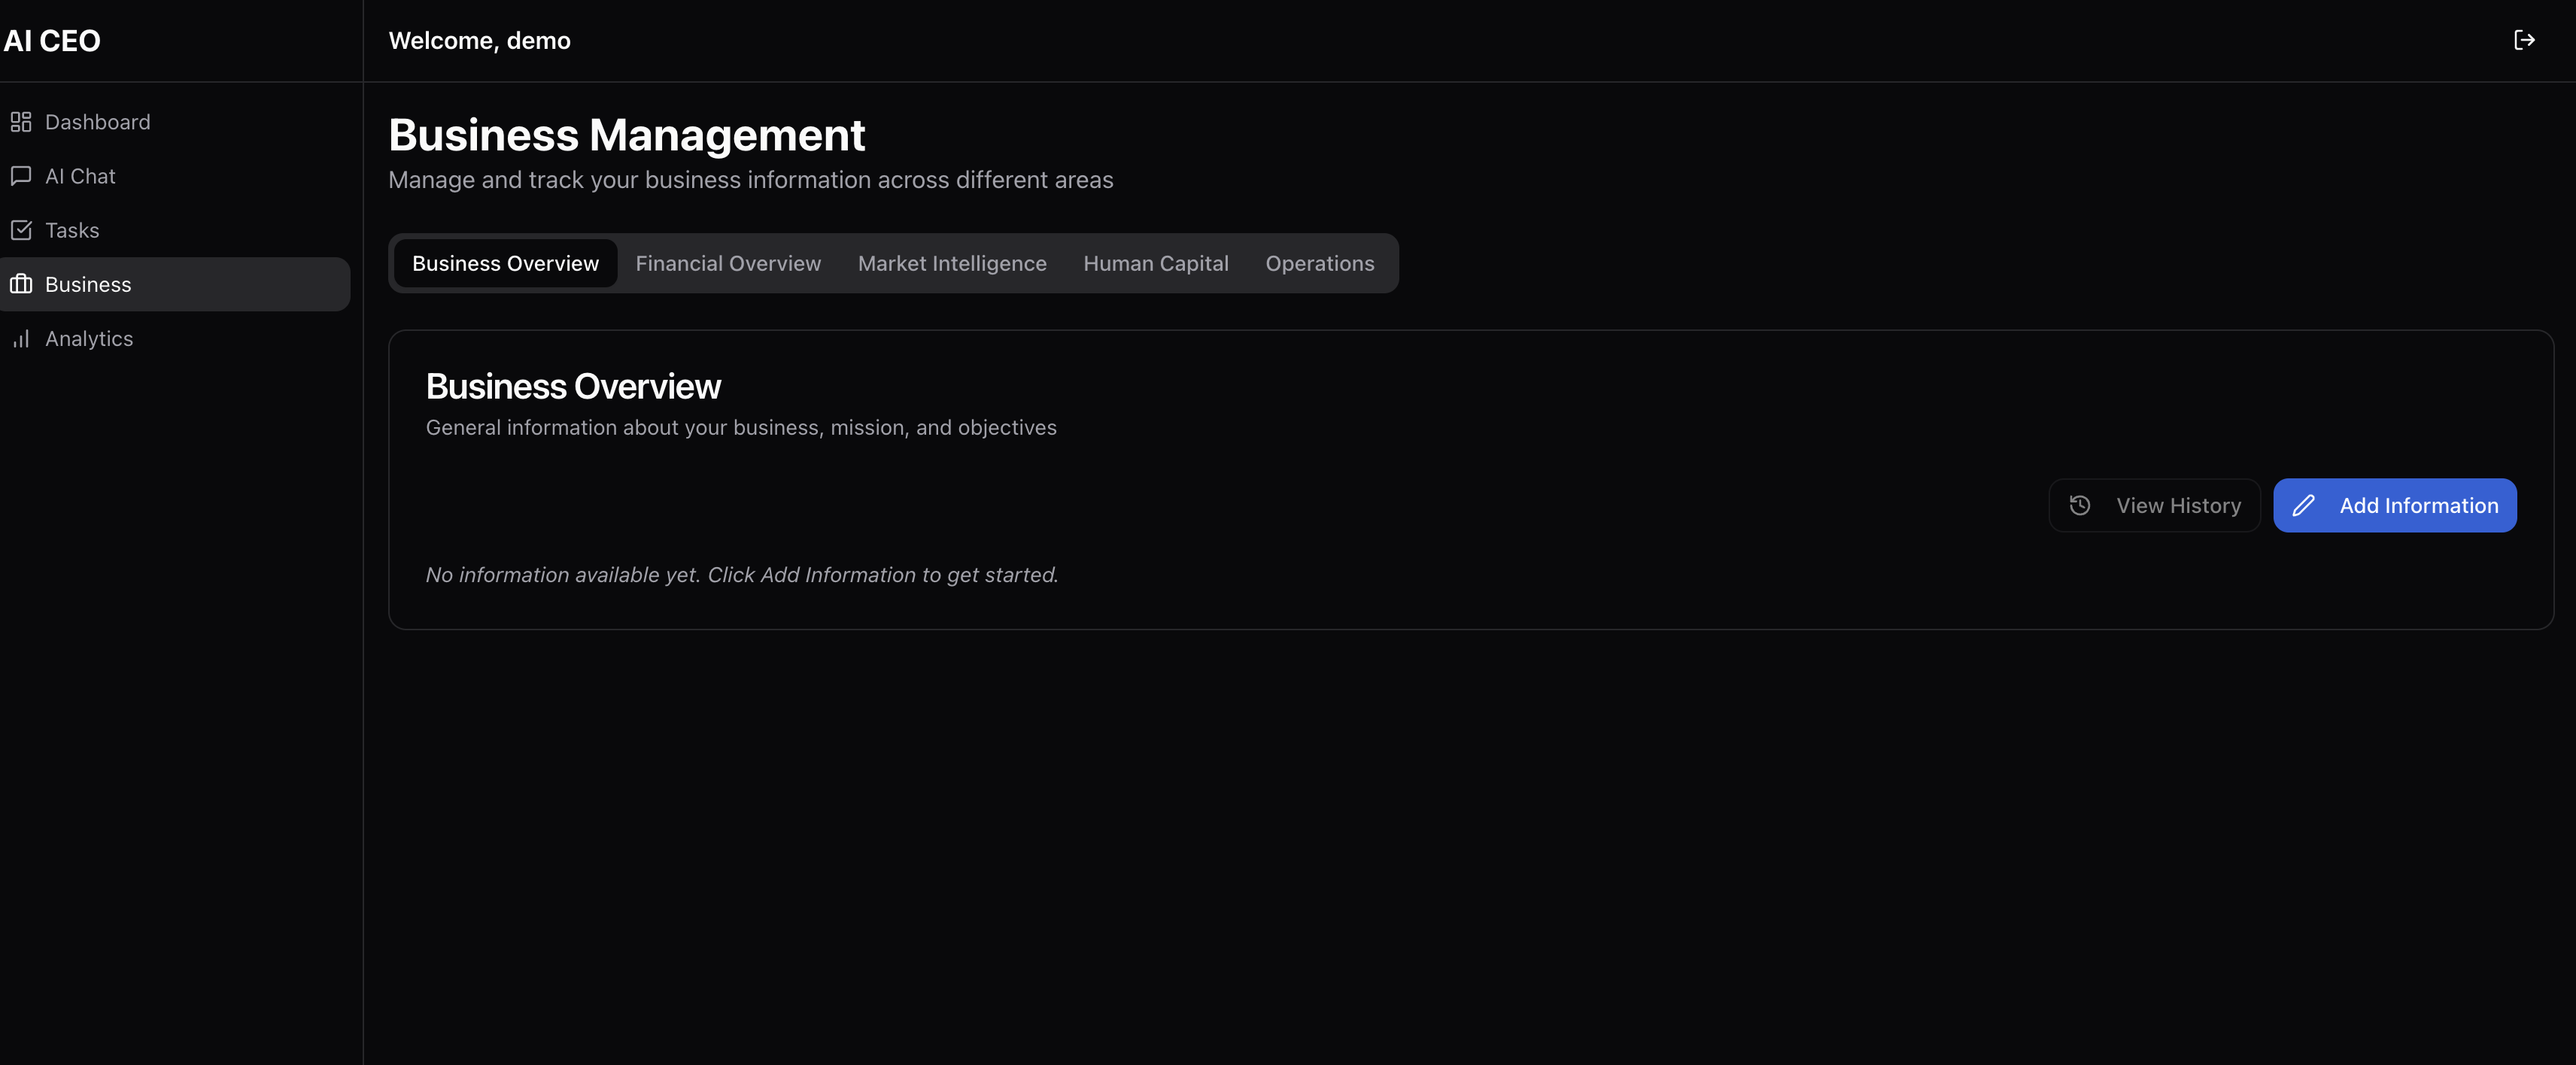 AI CEO
Welcome, demo
Dashboard
AI Chat
Tasks
Business
Analytics
Business Management
Manage and track your business information across different areas
Business Overview
Financial Overview
Market Intelligence
Human Capital
Operations
Business Overview
General information about your business, mission, and objectives
View History
Add Information
No information available yet. Click Add Information to get started.